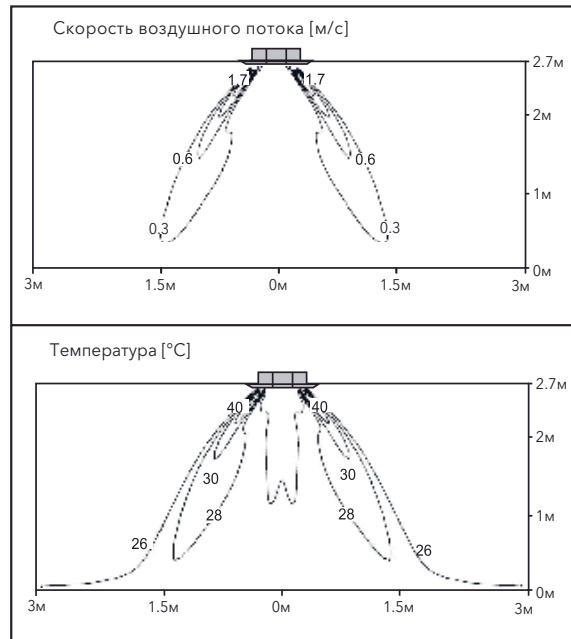 Скорость воздушного потока [м/с]
2.7м
1.7 1.7
2м
0.6 0.6
1м
0.3 0.3
0м
3м 1.5м 0м 1.5м 3м
Температура [°C]
2.7м
40 40
2м
30 30
28 28
1м
26 26
0м
3м 1.5м 0м 1.5м 3м